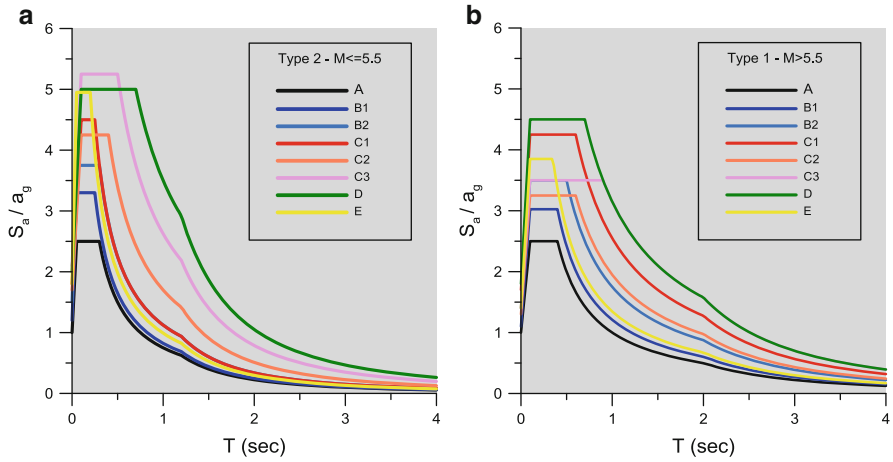 a
Type 2 - M<=5.5
A
B1
B2
C1
C2
C3
D
E
6
5
4
3
2
1
0
Sa / ag
0 1 2 3 4
T (sec)
b
Type 1 - M>5.5
A
B1
B2
C1
C2
C3
D
E
6
5
4
3
2
1
0
Sa / ag
0 1 2 3 4
T (sec)